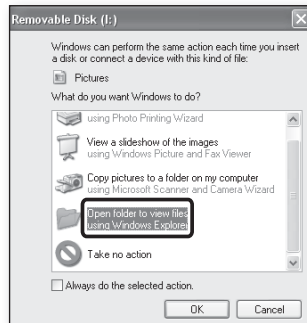 Removable Disk (I:)
Windows can perform the same action each time you insert
a disk or connect a device with this kind of file:
Pictures
What do you want Windows to do?
using Photo Printing Wizard
View a slideshow of the images
using Windows Picture and Fax Viewer
Copy pictures to a folder on my computer
using Microsoft Scanner and Camera Wizard
Open folder to view files
using Windows Explorer
Take no action
Always do the selected action.
OK
Cancel